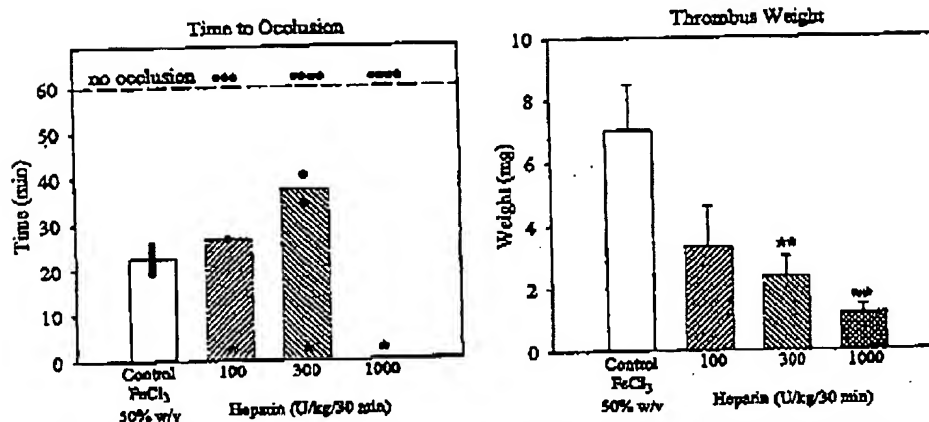 Time to Occlusion
no occlusion *** **** ****
60
50
40
30
20
10
0
Time (min)
* * *
Control
FeCl3
50% w/v
100 300 1000
Heparin (U/kg/30 min)
Thrombus Weight
10
8
6
4
2
0
Weight (mg)
**
Control
FeCl3
50% w/v
100 300 1000
Heparin (U/kg/30 min)